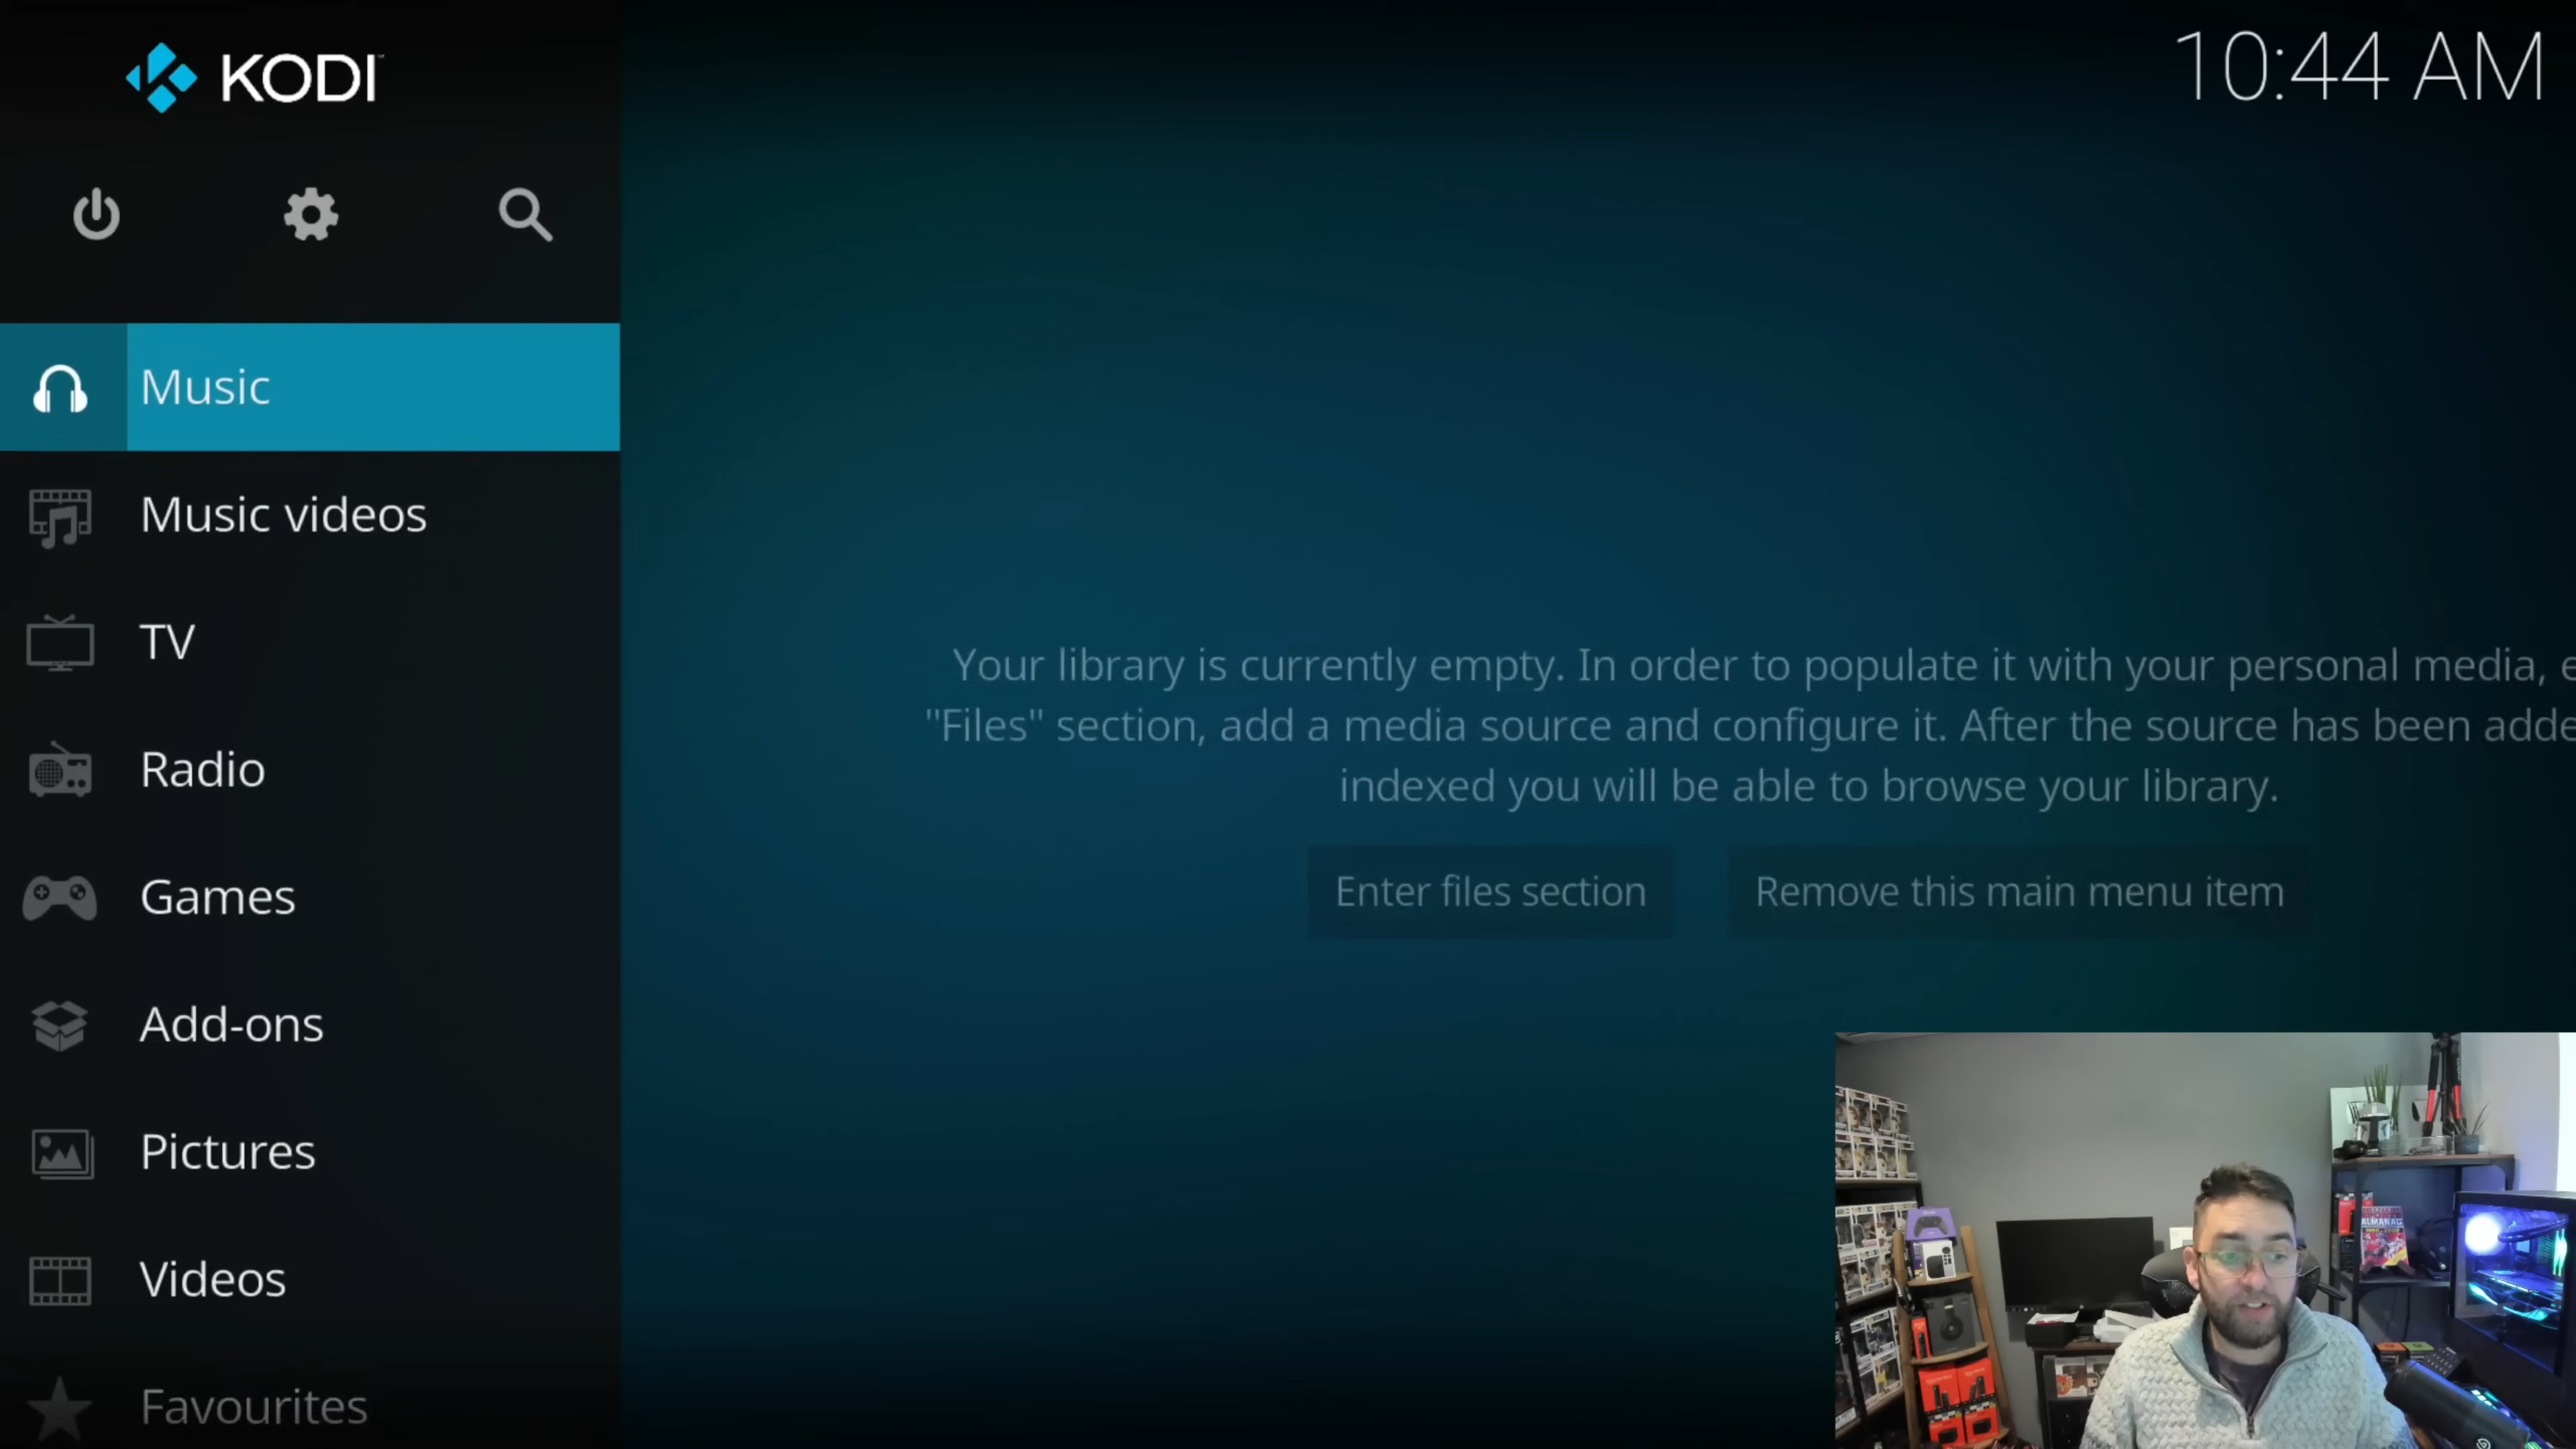 KODI
10:44 AM
Music
Music videos
TV
Radio
Games
Add-ons
Pictures
Videos
Favourites
Your library is currently empty. In order to populate it with your personal media, e
"Files" section, add a media source and configure it. After the source has been adde
indexed you will be able to browse your library.
Enter files section
Remove this main menu item
ALMANAC